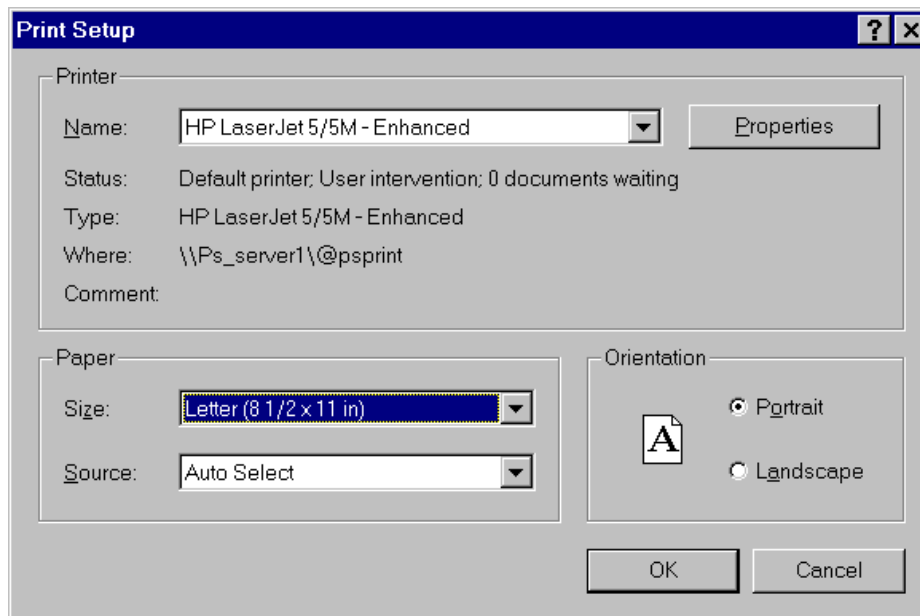 Print Setup
Printer
Name: HP LaserJet 5/5M - Enhanced Properties
Status: Default printer; User intervention; 0 documents waiting
Type: HP LaserJet 5/5M - Enhanced
Where: \\Ps_server1\@psprint
Comment:
Paper
Size: Letter (8 1/2 x 11 in)
Source: Auto Select
Orientation
A
Portrait
Landscape
OK Cancel